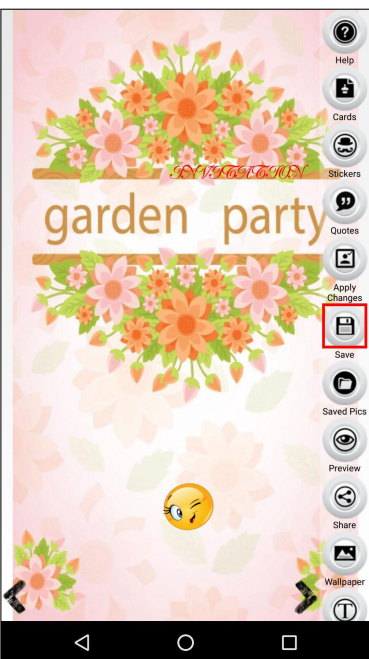 Help
Cards
INVITATION
Stickers
garden party
Quotes
Apply
Changes
Save
Saved Pics
Preview
Share
Wallpaper
T